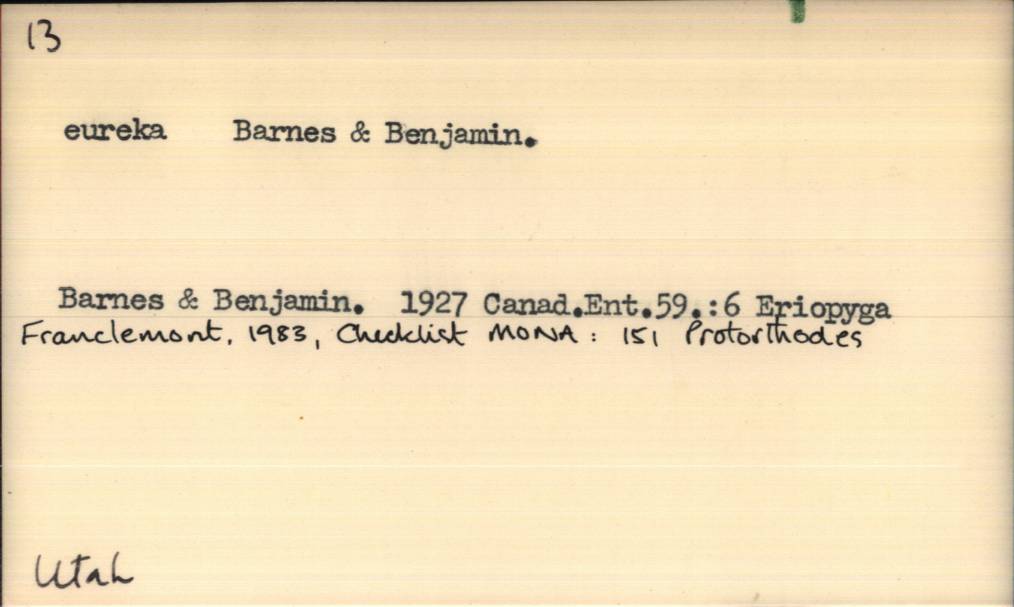 13
eureka Barnes & Benjamin.
Barnes & Benjamin. 1927 Canad.Ent.59.:6 Eriopyga
Franclemont, 1983, Checklist MONA : 151 Protorthodes
Utah